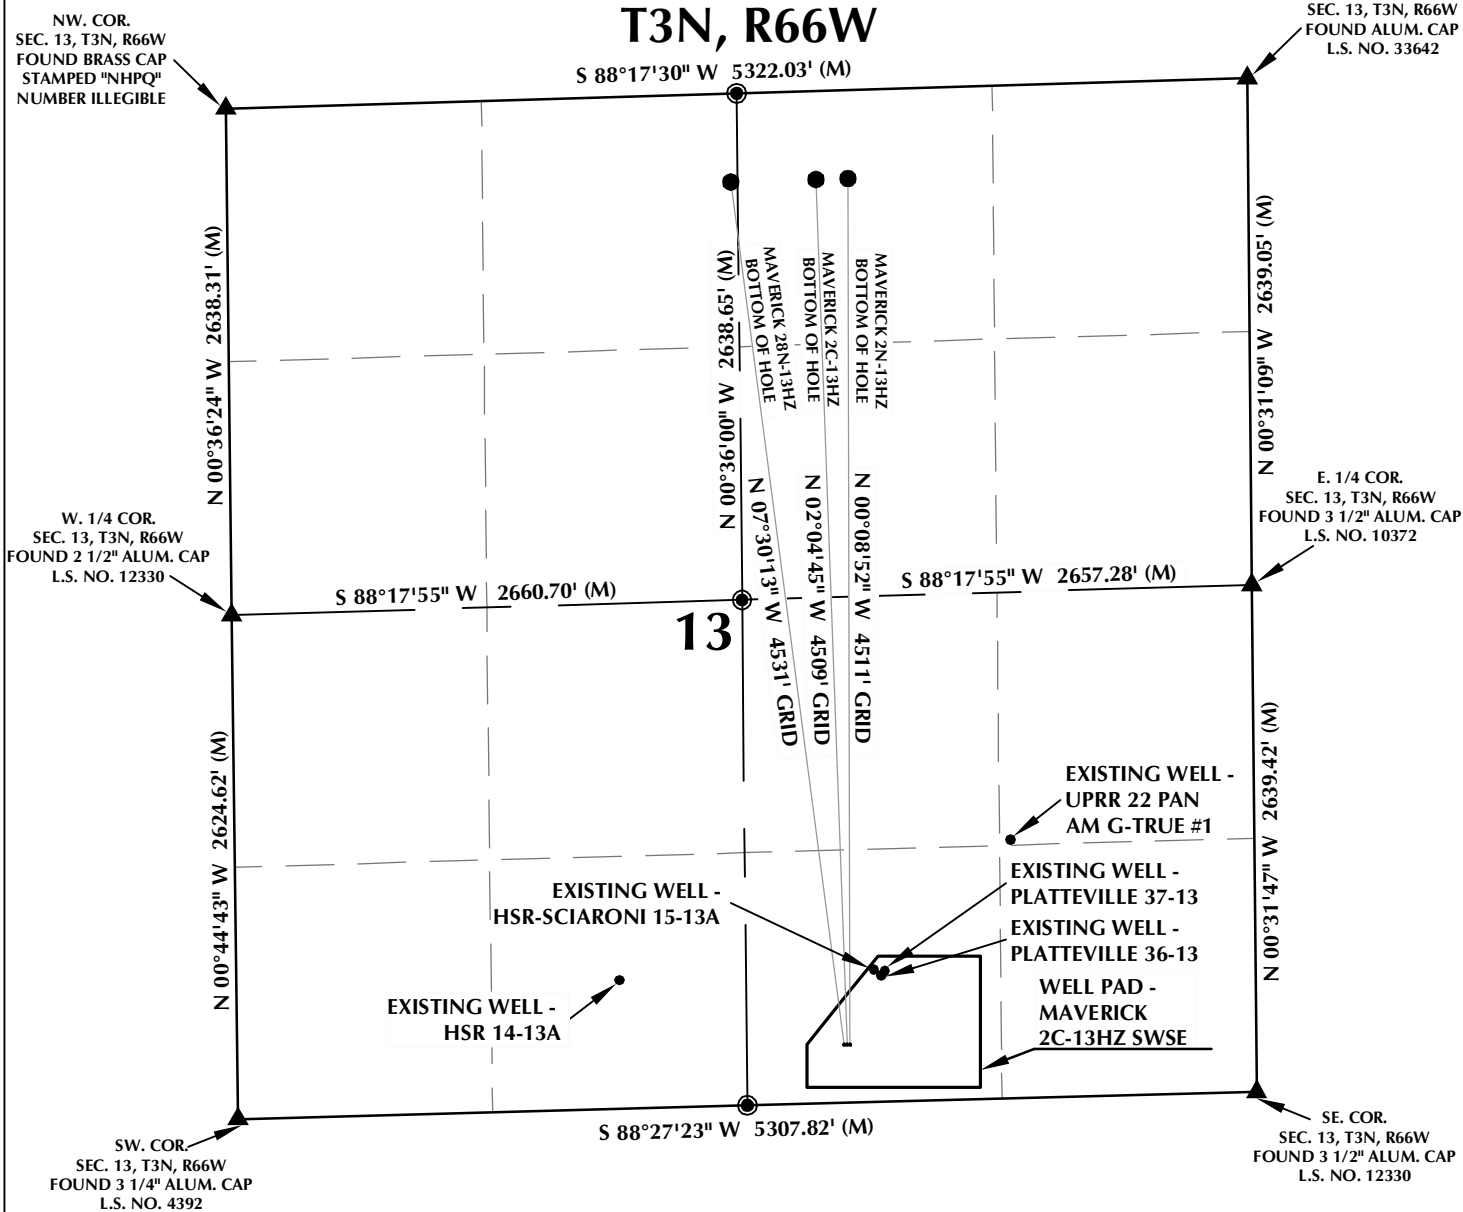 T3N, R66W
NW. COR.
SEC. 13, T3N, R66W
FOUND BRASS CAP
STAMPED "NHPQ"
NUMBER ILLEGIBLE
SEC. 13, T3N, R66W
FOUND ALUM. CAP
L.S. NO. 33642
S 88°17'30" W 5322.03' (M)
N 00°36'24" W 2638.31' (M)
N 00°36'00" W 2638.65' (M)
MAVERICK 28N-13HZ
BOTTOM OF HOLE
MAVERICK 2C-13HZ
BOTTOM OF HOLE
MAVERICK 2N-13HZ
BOTTOM OF HOLE
N 00°31'09" W 2639.05' (M)
W. 1/4 COR.
SEC. 13, T3N, R66W
FOUND 2 1/2" ALUM. CAP
L.S. NO. 12330
E. 1/4 COR.
SEC. 13, T3N, R66W
FOUND 3 1/2" ALUM. CAP
L.S. NO. 10372
S 88°17'55" W 2660.70' (M)
S 88°17'55" W 2657.28' (M)
13
N 07°30'13" W 4531' GRID
N 02°04'45" W 4509' GRID
N 00°08'52" W 4511' GRID
N 00°44'43" W 2624.62' (M)
N 00°31'47" W 2639.42' (M)
EXISTING WELL -
UPRR 22 PAN
AM G-TRUE #1
EXISTING WELL -
HSR-SCIARONI 15-13A
EXISTING WELL -
PLATTEVILLE 37-13
EXISTING WELL -
PLATTEVILLE 36-13
WELL PAD -
MAVERICK
2C-13HZ SWSE
EXISTING WELL -
HSR 14-13A
S 88°27'23" W 5307.82' (M)
SW. COR.
SEC. 13, T3N, R66W
FOUND 3 1/4" ALUM. CAP
L.S. NO. 4392
SE. COR.
SEC. 13, T3N, R66W
FOUND 3 1/2" ALUM. CAP
L.S. NO. 12330